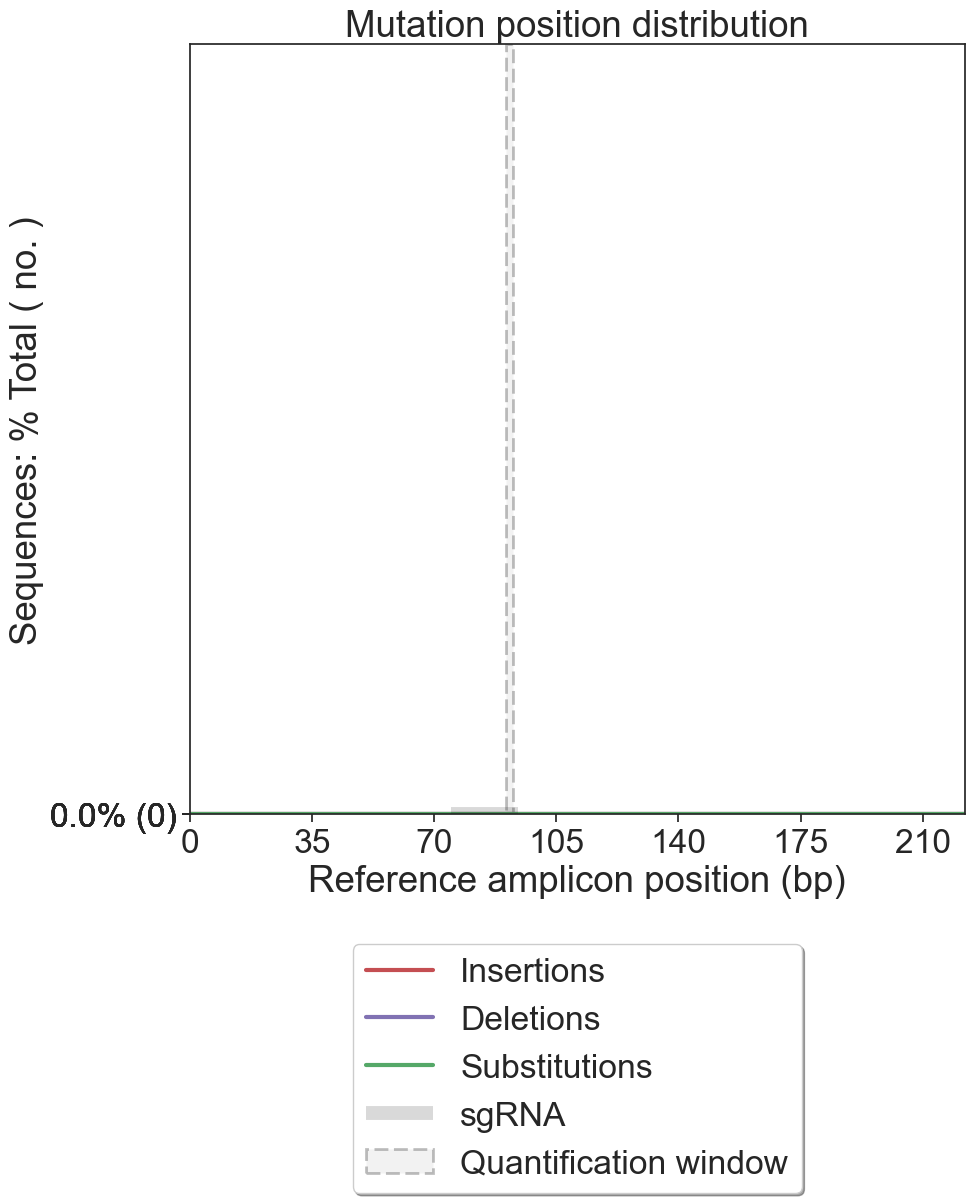 Mutation position distribution
Sequences: % Total ( no. )
0.0% (0)
0 35 70 105 140 175 210
Reference amplicon position (bp)
Insertions
Deletions
Substitutions
sgRNA
Quantification window